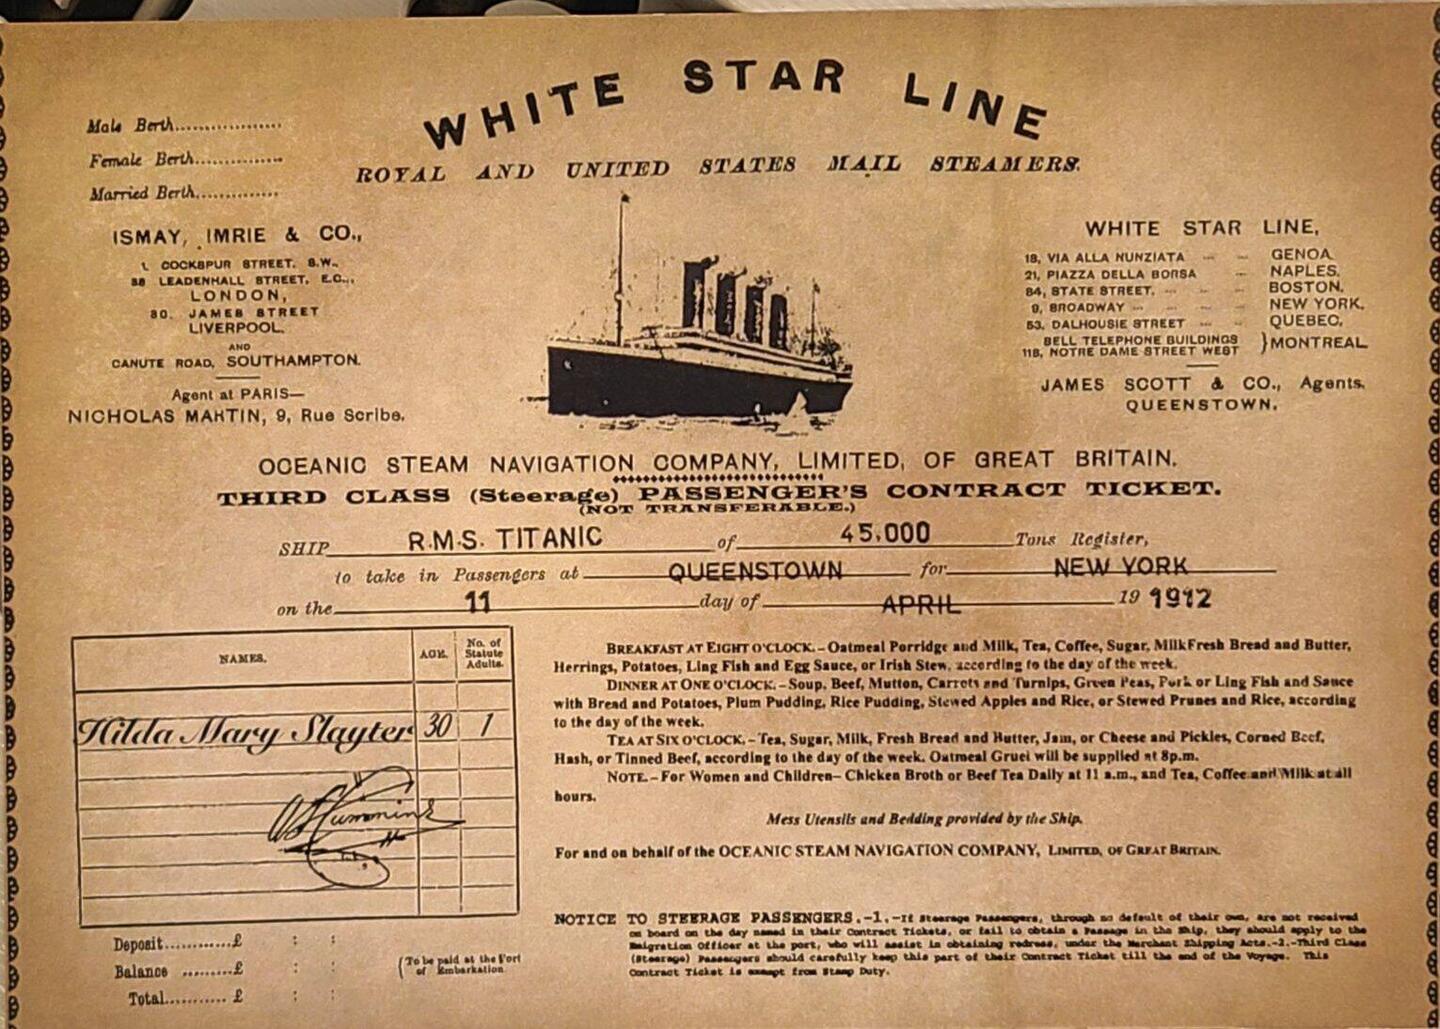 WHITE STAR LINE
ROYAL AND UNITED STATES MAIL STEAMERS.
Male Berth..................
Female Berth...............
Married Berth..............
ISMAY, IMRIE & CO.,
1, COCKSPUR STREET, S.W.,
38 LEADENHALL STREET, E.C.,
LONDON,
30. JAMES STREET
LIVERPOOL.
AND
CANUTE ROAD, SOUTHAMPTON.
Agent at PARIS—
NICHOLAS MARTIN, 9, Rue Scribe.
WHITE STAR LINE,
18, VIA ALLA NUNZIATA ... ... GENOA.
21, PIAZZA DELLA BORSA ... NAPLES.
84, STATE STREET, ... ... ... BOSTON.
9, BROADWAY ... ... ... ... NEW YORK.
53, DALHOUSIE STREET ... ... QUEBEC.
BELL TELEPHONE BUILDINGS
118, NOTRE DAME STREET WEST } MONTREAL
JAMES SCOTT & CO., Agents.
QUEENSTOWN.
OCEANIC STEAM NAVIGATION COMPANY, LIMITED, OF GREAT BRITAIN.
THIRD CLASS (Steerage) PASSENGER'S CONTRACT TICKET.
(NOT TRANSFERABLE.)
SHIP R.M.S. TITANIC of 45.000 Tons Register,
to take in Passengers at QUEENSTOWN for NEW YORK
on the 11 day of APRIL 19 1912
NAMES. AGE. No. of Statute Adults.
Hilda Mary Slayter 30 1
BREAKFAST AT EIGHT O'CLOCK.–Oatmeal Porridge and Milk, Tea, Coffee, Sugar, MilkFresh Bread and Butter,
Herrings, Potatoes, Ling Fish and Egg Sauce, or Irish Stew, according to the day of the week.
DINNER AT ONE O'CLOCK.–Soup, Beef, Mutton, Carrots and Turnips, Green Peas, Pork or Ling Fish and Sauce
with Bread and Potatoes, Plum Pudding, Rice Pudding, Stewed Apples and Rice, or Stewed Prunes and Rice, according
to the day of the week.
TEA AT SIX O'CLOCK.–Tea, Sugar, Milk, Fresh Bread and Butter, Jam, or Cheese and Pickles, Corned Beef,
Hash, or Tinned Beef, according to the day of the week. Oatmeal Gruel will be supplied at 8p.m.
NOTE.–For Women and Children– Chicken Broth or Beef Tea Daily at 11 a.m., and Tea, Coffee and Milk at all
hours.
Mess Utensils and Bedding provided by the Ship.
For and on behalf of the OCEANIC STEAM NAVIGATION COMPANY, LIMITED, OF GREAT BRITAIN.
NOTICE TO STEERAGE PASSENGERS.-1.-If Steerage Passengers, through no default of their own, are not received
on board on the day named in their Contract Tickets, or fail to obtain a Passage in the Ship, they should apply to the
Emigration Officer at the port, who will assist in obtaining redress, under the Merchant Shipping Acts.-2.-Third Class
(Steerage) Passengers should carefully keep this part of their Contract Ticket till the end of the Voyage. This
Contract Ticket is exempt from Stamp Duty.
Deposit............£ : :
Balance .........£ : :
Total...........£ : :
(To be paid at the Port
of Embarkation